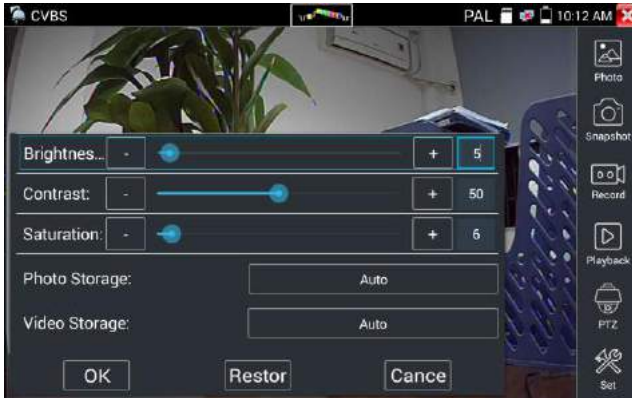 CVBS
PAL 10:12 AM
Photo
Snapshot
Record
Playback
PTZ
Set
Brightnes... - + 5
Contrast: - + 50
Saturation: - + 6
Photo Storage: Auto
Video Storage: Auto
OK Restor Cance